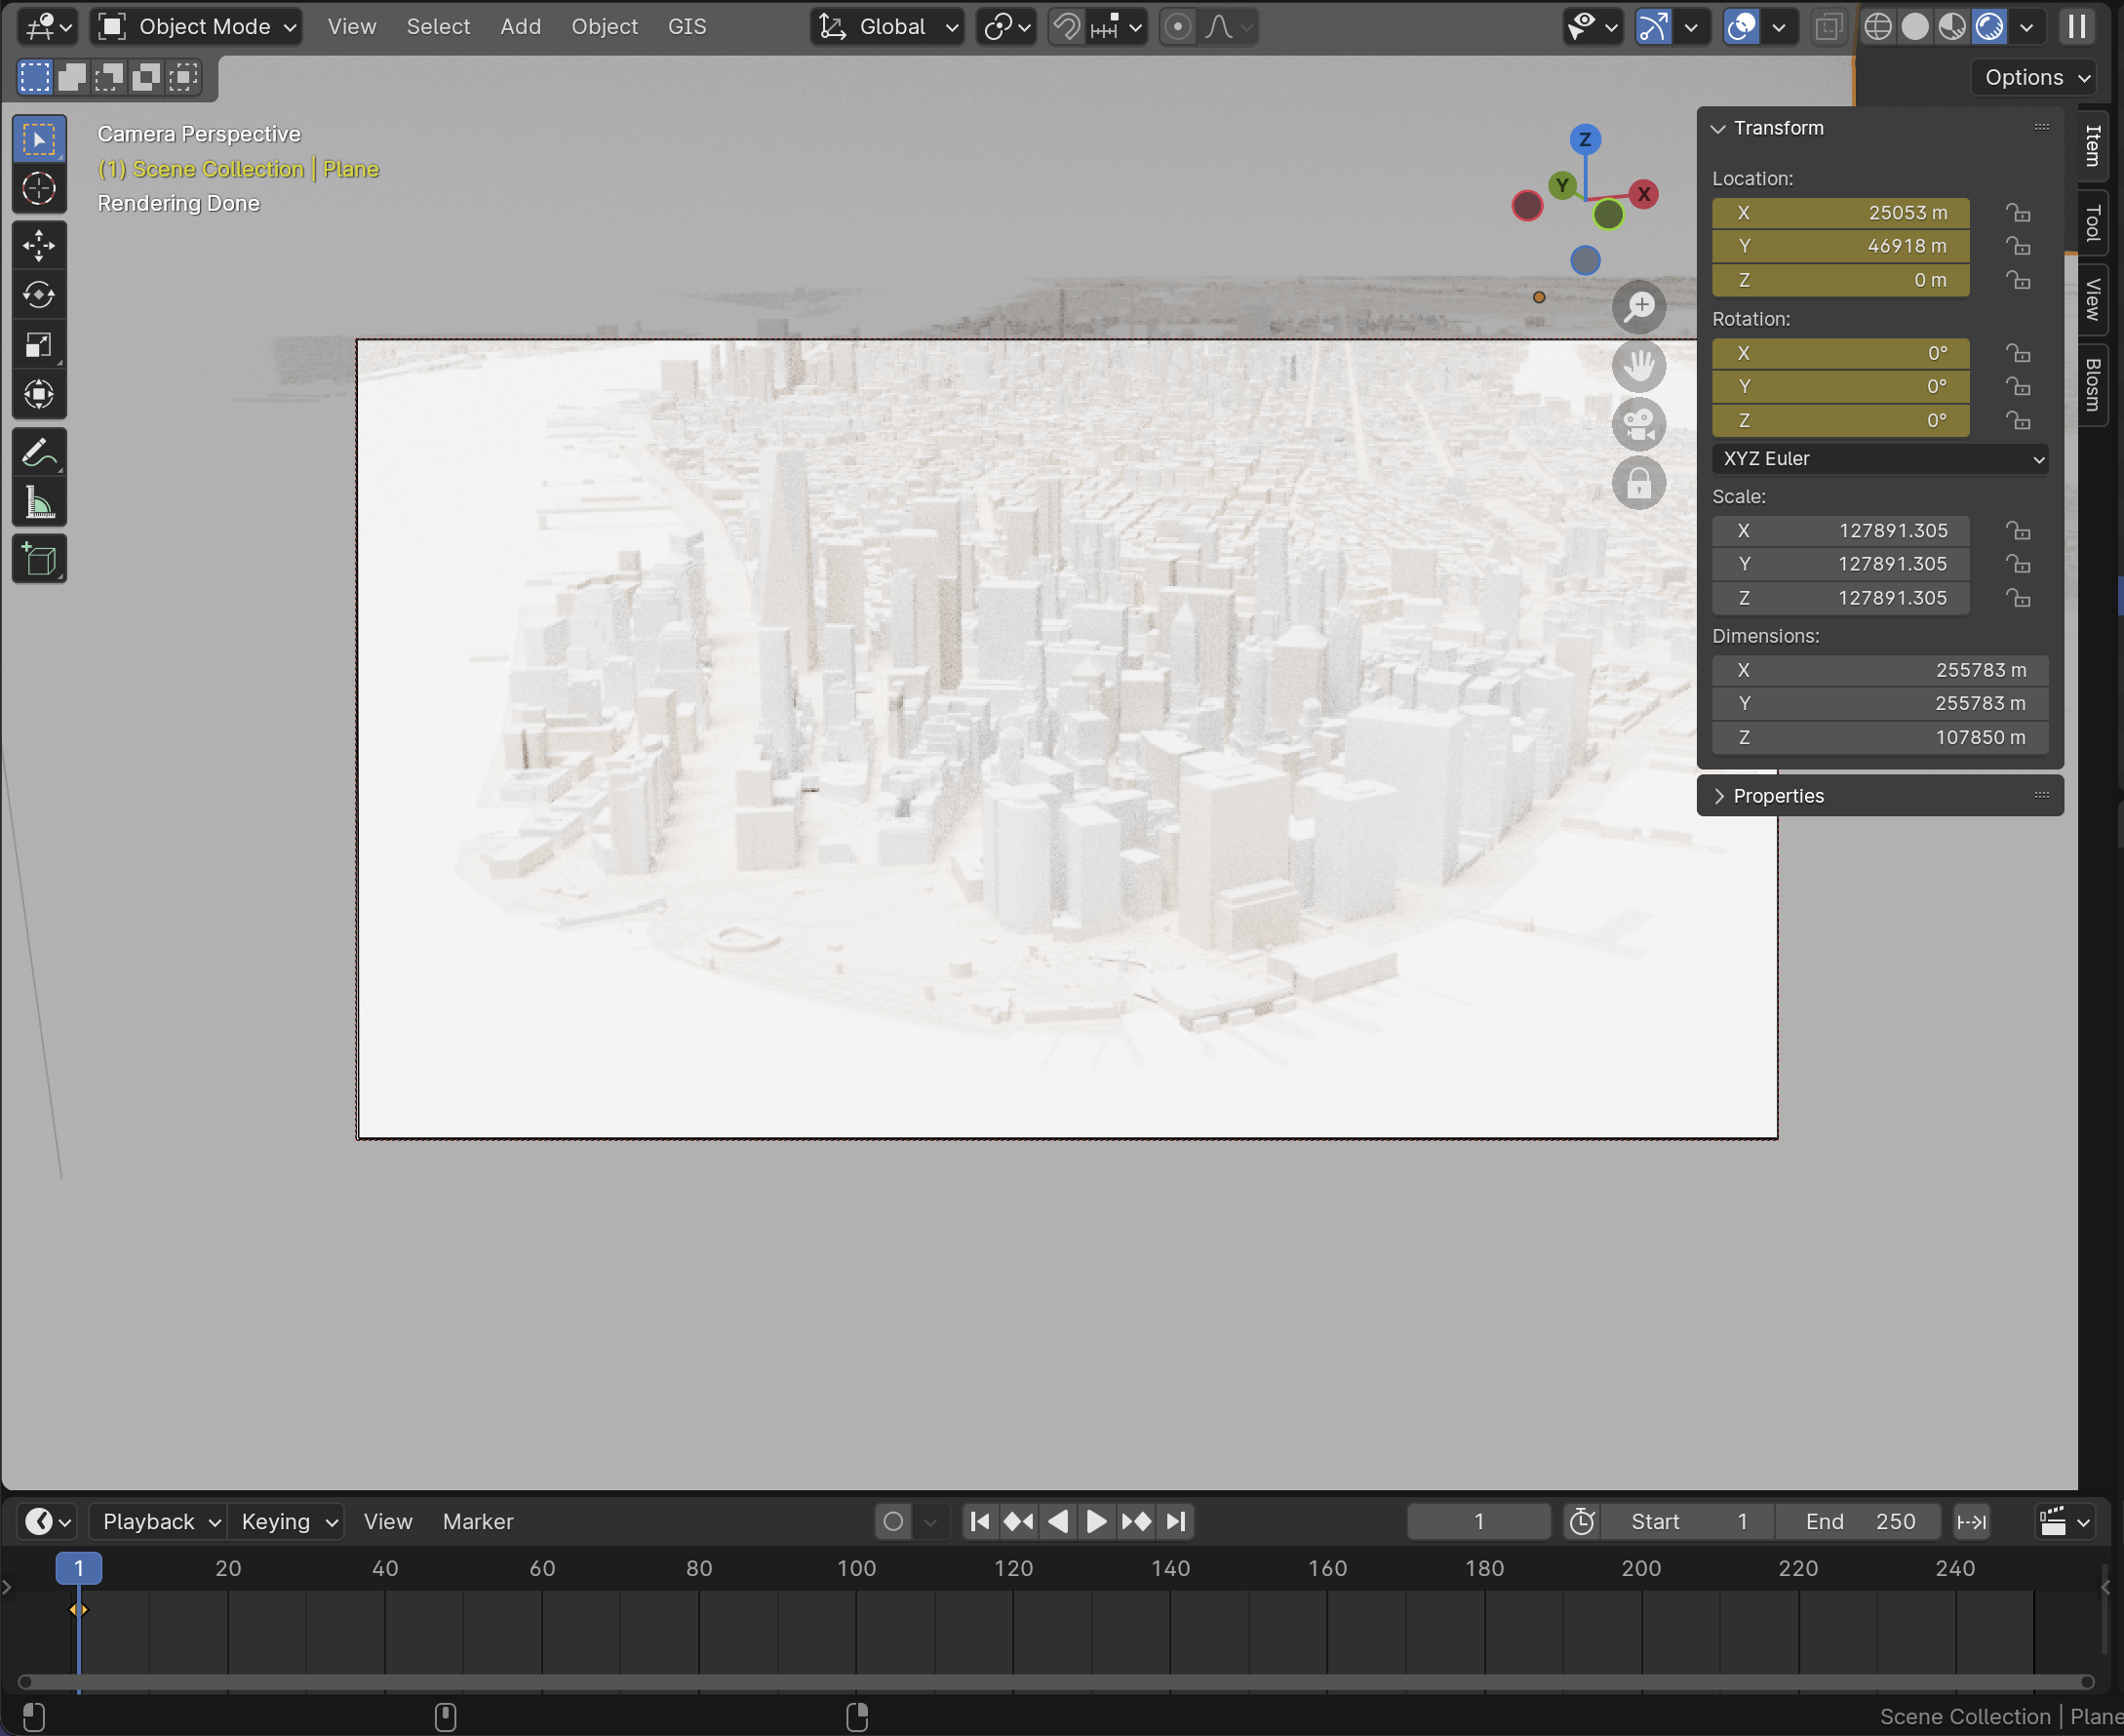 Object Mode View Select Add Object GIS Global
Options
Camera Perspective
(1) Scene Collection | Plane
Rendering Done
Z
Y
X
Transform
Location:
X 25053 m
Y 46918 m
Z 0 m
Rotation:
X 0°
Y 0°
Z 0°
XYZ Euler
Scale:
X 127891.305
Y 127891.305
Z 127891.305
Dimensions:
X 255783 m
Y 255783 m
Z 107850 m
Properties
Item
Tool
View
Blosm
Playback Keying View Marker 1 Start 1 End 250
1 20 40 60 80 100 120 140 160 180 200 220 240
Scene Collection | Plane